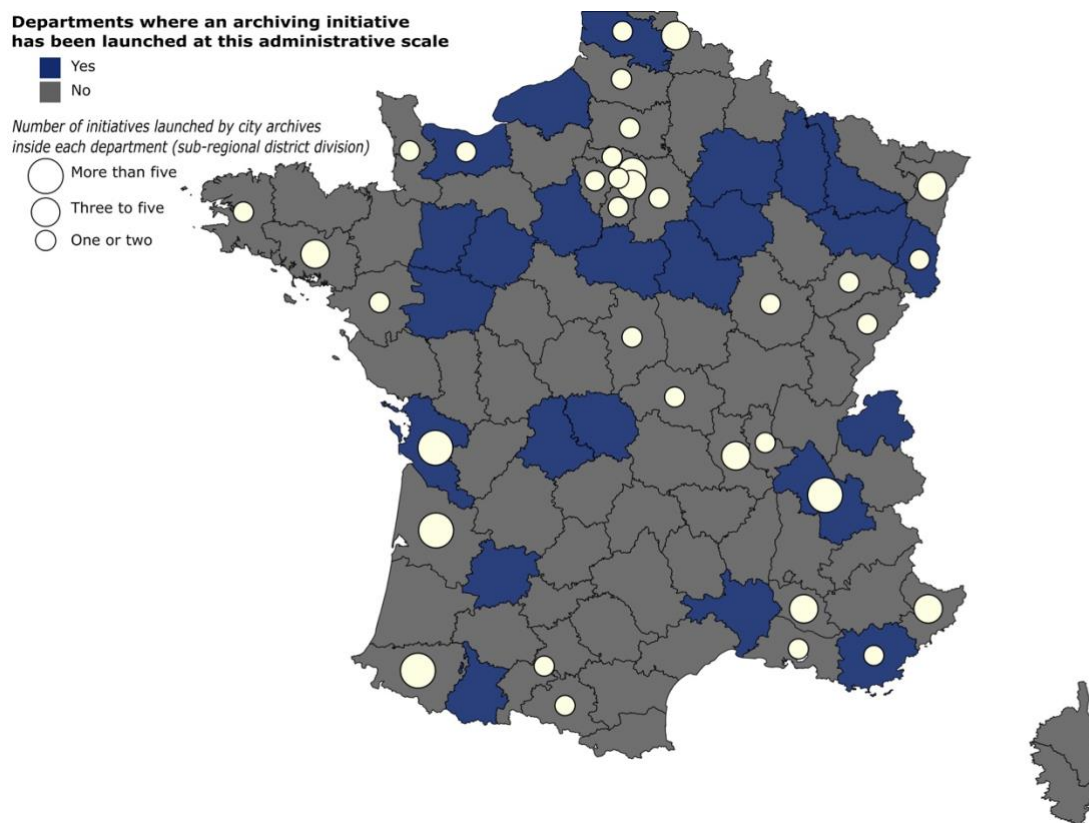 Departments where an archiving initiative
has been launched at this administrative scale
Yes
No
Number of initiatives launched by city archives
inside each department (sub-regional district division)
More than five
Three to five
One or two